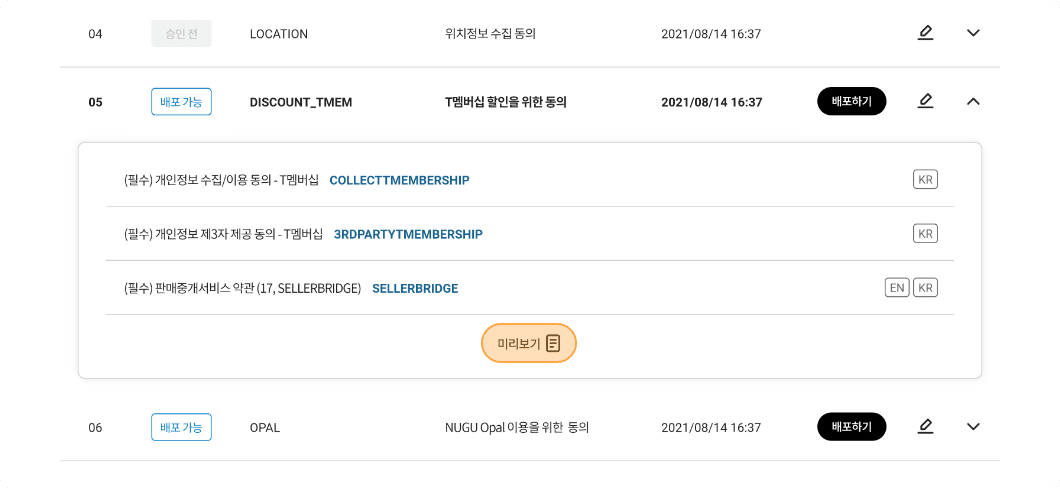 04 승인 전 LOCATION 위치정보 수집 동의 2021/08/14 16:37
05 배포 가능 DISCOUNT_TMEM T멤버십 할인을 위한 동의 2021/08/14 16:37 배포하기
(필수) 개인정보 수집/이용 동의 - T멤버십 COLLECTTMEMBERSHIP KR
(필수) 개인정보 제3자 제공 동의 - T멤버십 3RDPARTYTMEMBERSHIP KR
(필수) 판매중개서비스 약관 (17, SELLERBRIDGE) SELLERBRIDGE EN KR
미리보기
06 배포 가능 OPAL NUGU Opal 이용을 위한 동의 2021/08/14 16:37 배포하기